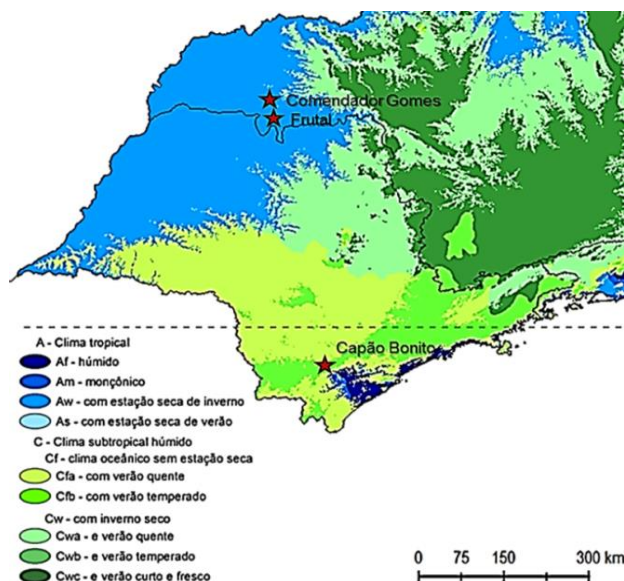 Comendador Gomes
Frutal
Capão Bonito
A - Clima tropical
Af - húmido
Am - monçônico
Aw - com estação seca de inverno
As - com estação seca de verão
C - Clima subtropical húmido
Cf - clima oceánico sem estação seca
Cfa - com verão quente
Cfb - com verão temperado
Cw - com inverno seco
Cwa - e verão quente
Cwb - e verão temperado
Cwc - e verão curto e fresco
0 75 150 300 km